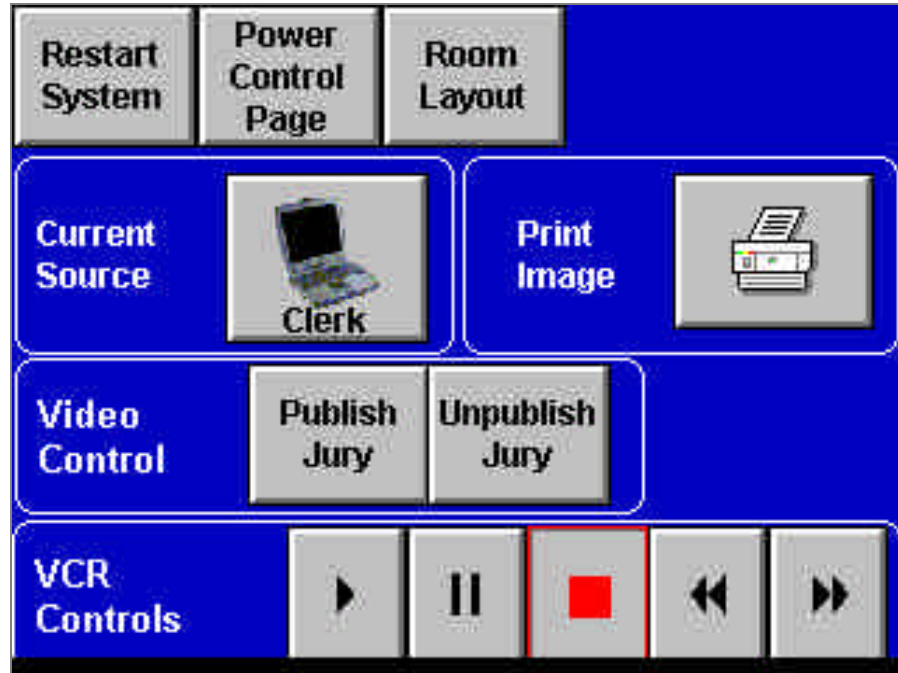 Restart
System
Power
Control
Page
Room
Layout
Current
Source
Clerk
Print
Image
Video
Control
Publish
Jury
Unpublish
Jury
VCR
Controls